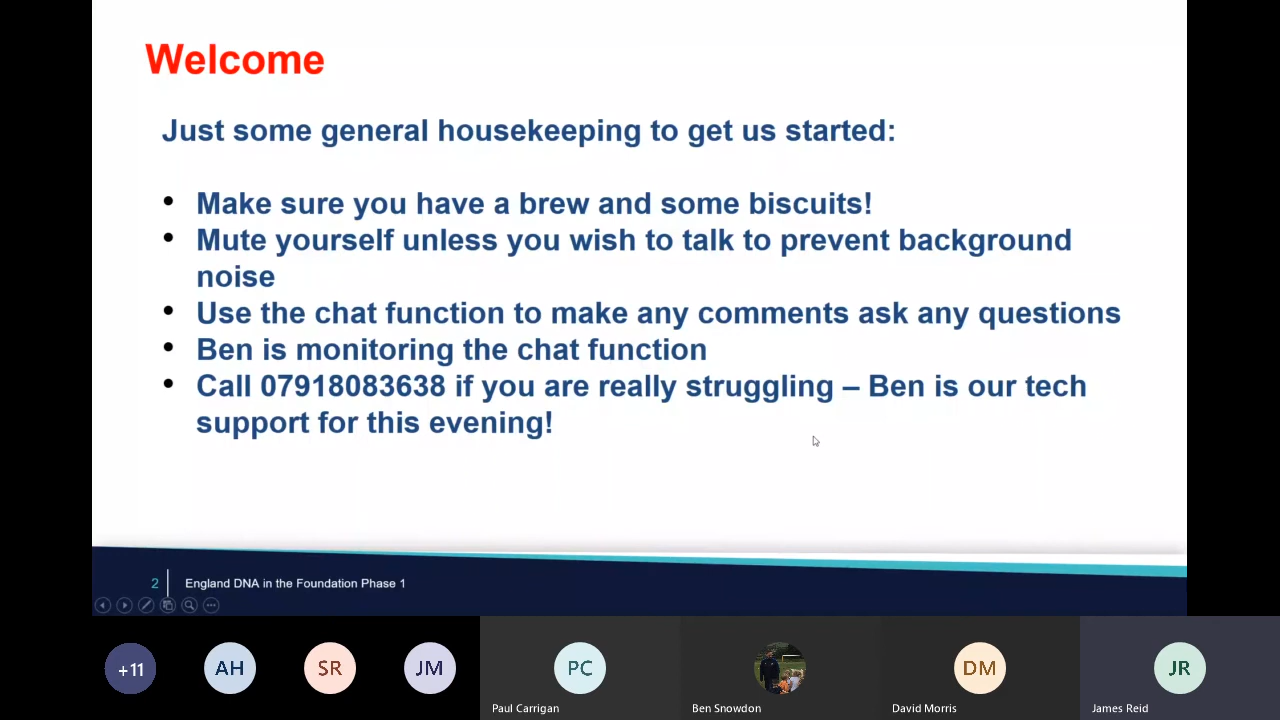 Welcome
Just some general housekeeping to get us started:
• Make sure you have a brew and some biscuits!
• Mute yourself unless you wish to talk to prevent background
noise
• Use the chat function to make any comments ask any questions
• Ben is monitoring the chat function
• Call 07918083638 if you are really struggling – Ben is our tech
support for this evening!
2 England DNA in the Foundation Phase 1
+11 AH SR JM PC DM JR
Paul Carrigan Ben Snowdon David Morris James Reid